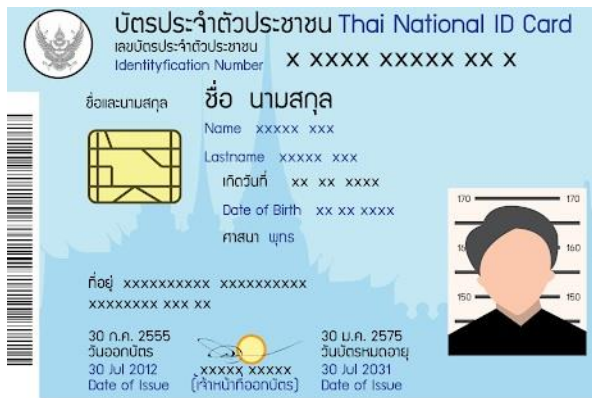 บัตรประจำตัวประชาชน Thai National ID Card
เลขบัตรประจำตัวประชาชน
Identityfication Number X XXXX XXXXX XX X
ชื่อและนามสกุล ชื่อ นามสกุล
Name xxxxx xxx
Lastname xxxxx xxx
เกิดวันที่ xx xx xxxx
Date of Birth xx xx xxxx
ศาสนา พุทธ
170 170
160 160
150 150
ที่อยู่ xxxxxxxxxx xxxxxxxxxx
xxxxxxxx xxx xx
30 ก.ค. 2555
วันออกบัตร
30 Jul 2012
Date of Issue
xxxxx xxxxx
(เจ้าหน้าที่ออกบัตร)
30 ม.ค. 2575
วันบัตรหมดอายุ
30 Jul 2031
Date of Issue